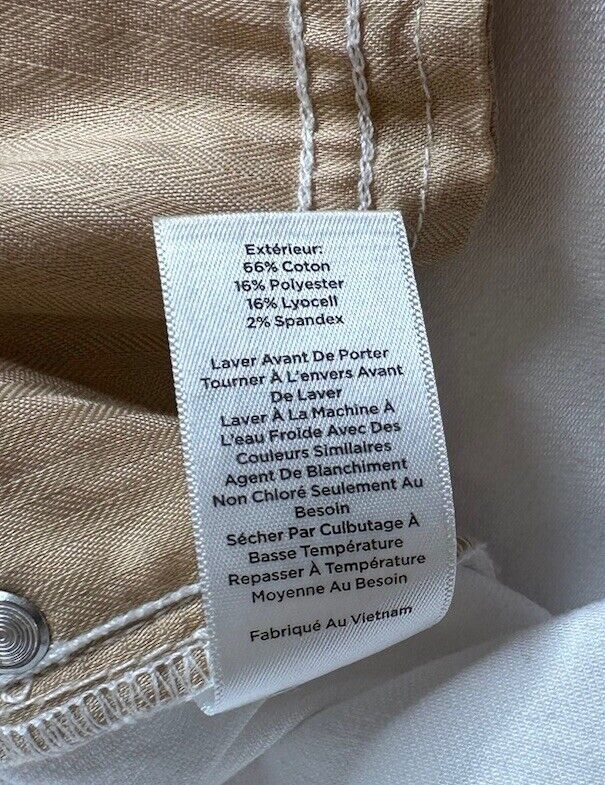 Extérieur:
66% Coton
16% Polyester
16% Lyocell
2% Spandex
Laver Avant De Porter
Tourner À L'envers Avant
De Laver
Laver À La Machine À
L'eau Froide Avec Des
Couleurs Similaires
Agent De Blanchiment
Non Chloré Seulement Au
Besoin
Sécher Par Culbutage À
Basse Température
Repasser À Température
Moyenne Au Besoin
Fabriqué Au Vietnam